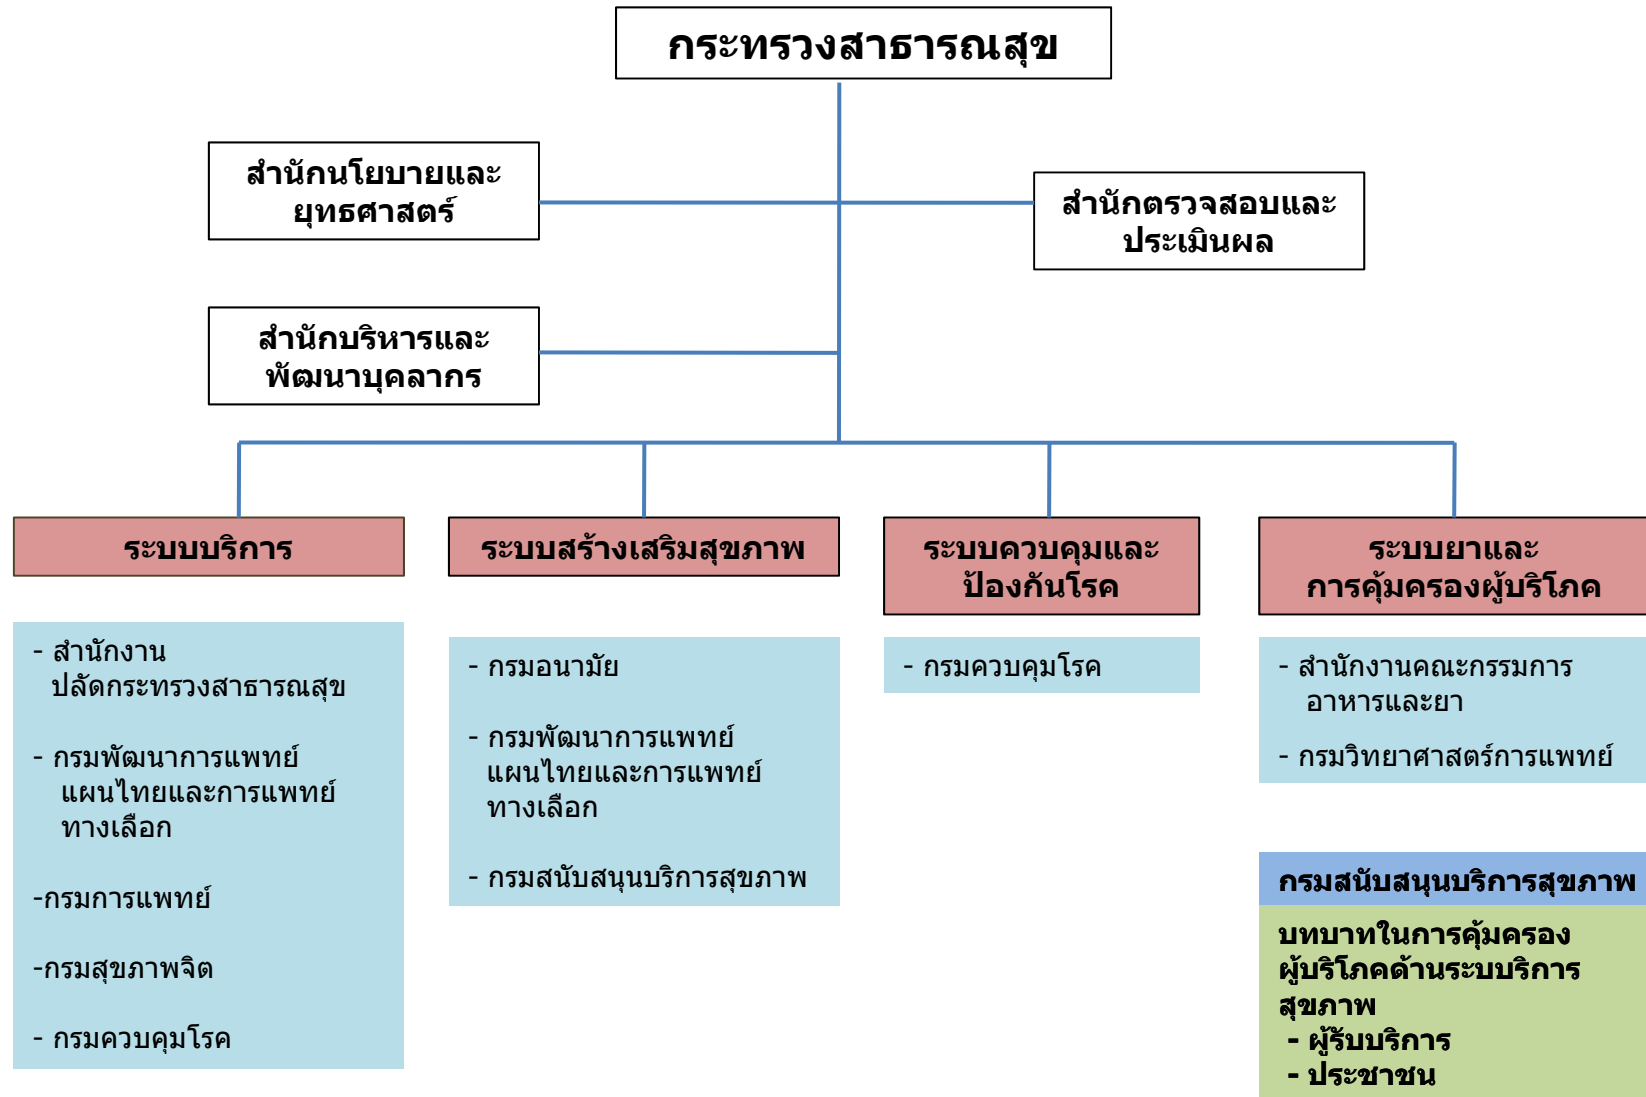 กระทรวงสาธารณสุข
สำนักนโยบายและ
ยุทธศาสตร์
สำนักตรวจสอบและ
ประเมินผล
สำนักบริหารและ
พัฒนาบุคลากร
ระบบบริการ
- สำนักงาน
ปลัดกระทรวงสาธารณสุข
- กรมพัฒนาการแพทย์
แผนไทยและการแพทย์
ทางเลือก
-กรมการแพทย์
-กรมสุขภาพจิต
- กรมควบคุมโรค
ระบบสร้างเสริมสุขภาพ
- กรมอนามัย
- กรมพัฒนาการแพทย์
แผนไทยและการแพทย์
ทางเลือก
- กรมสนับสนุนบริการสุขภาพ
ระบบควบคุมและ
ป้องกันโรค
- กรมควบคุมโรค
ระบบยาและ
การคุ้มครองผู้บริโภค
- สำนักงานคณะกรรมการ
อาหารและยา
- กรมวิทยาศาสตร์การแพทย์
กรมสนับสนุนบริการสุขภาพ
บทบาทในการคุ้มครอง
ผู้บริโภคด้านระบบบริการ
สุขภาพ
- ผู้รับบริการ
- ประชาชน